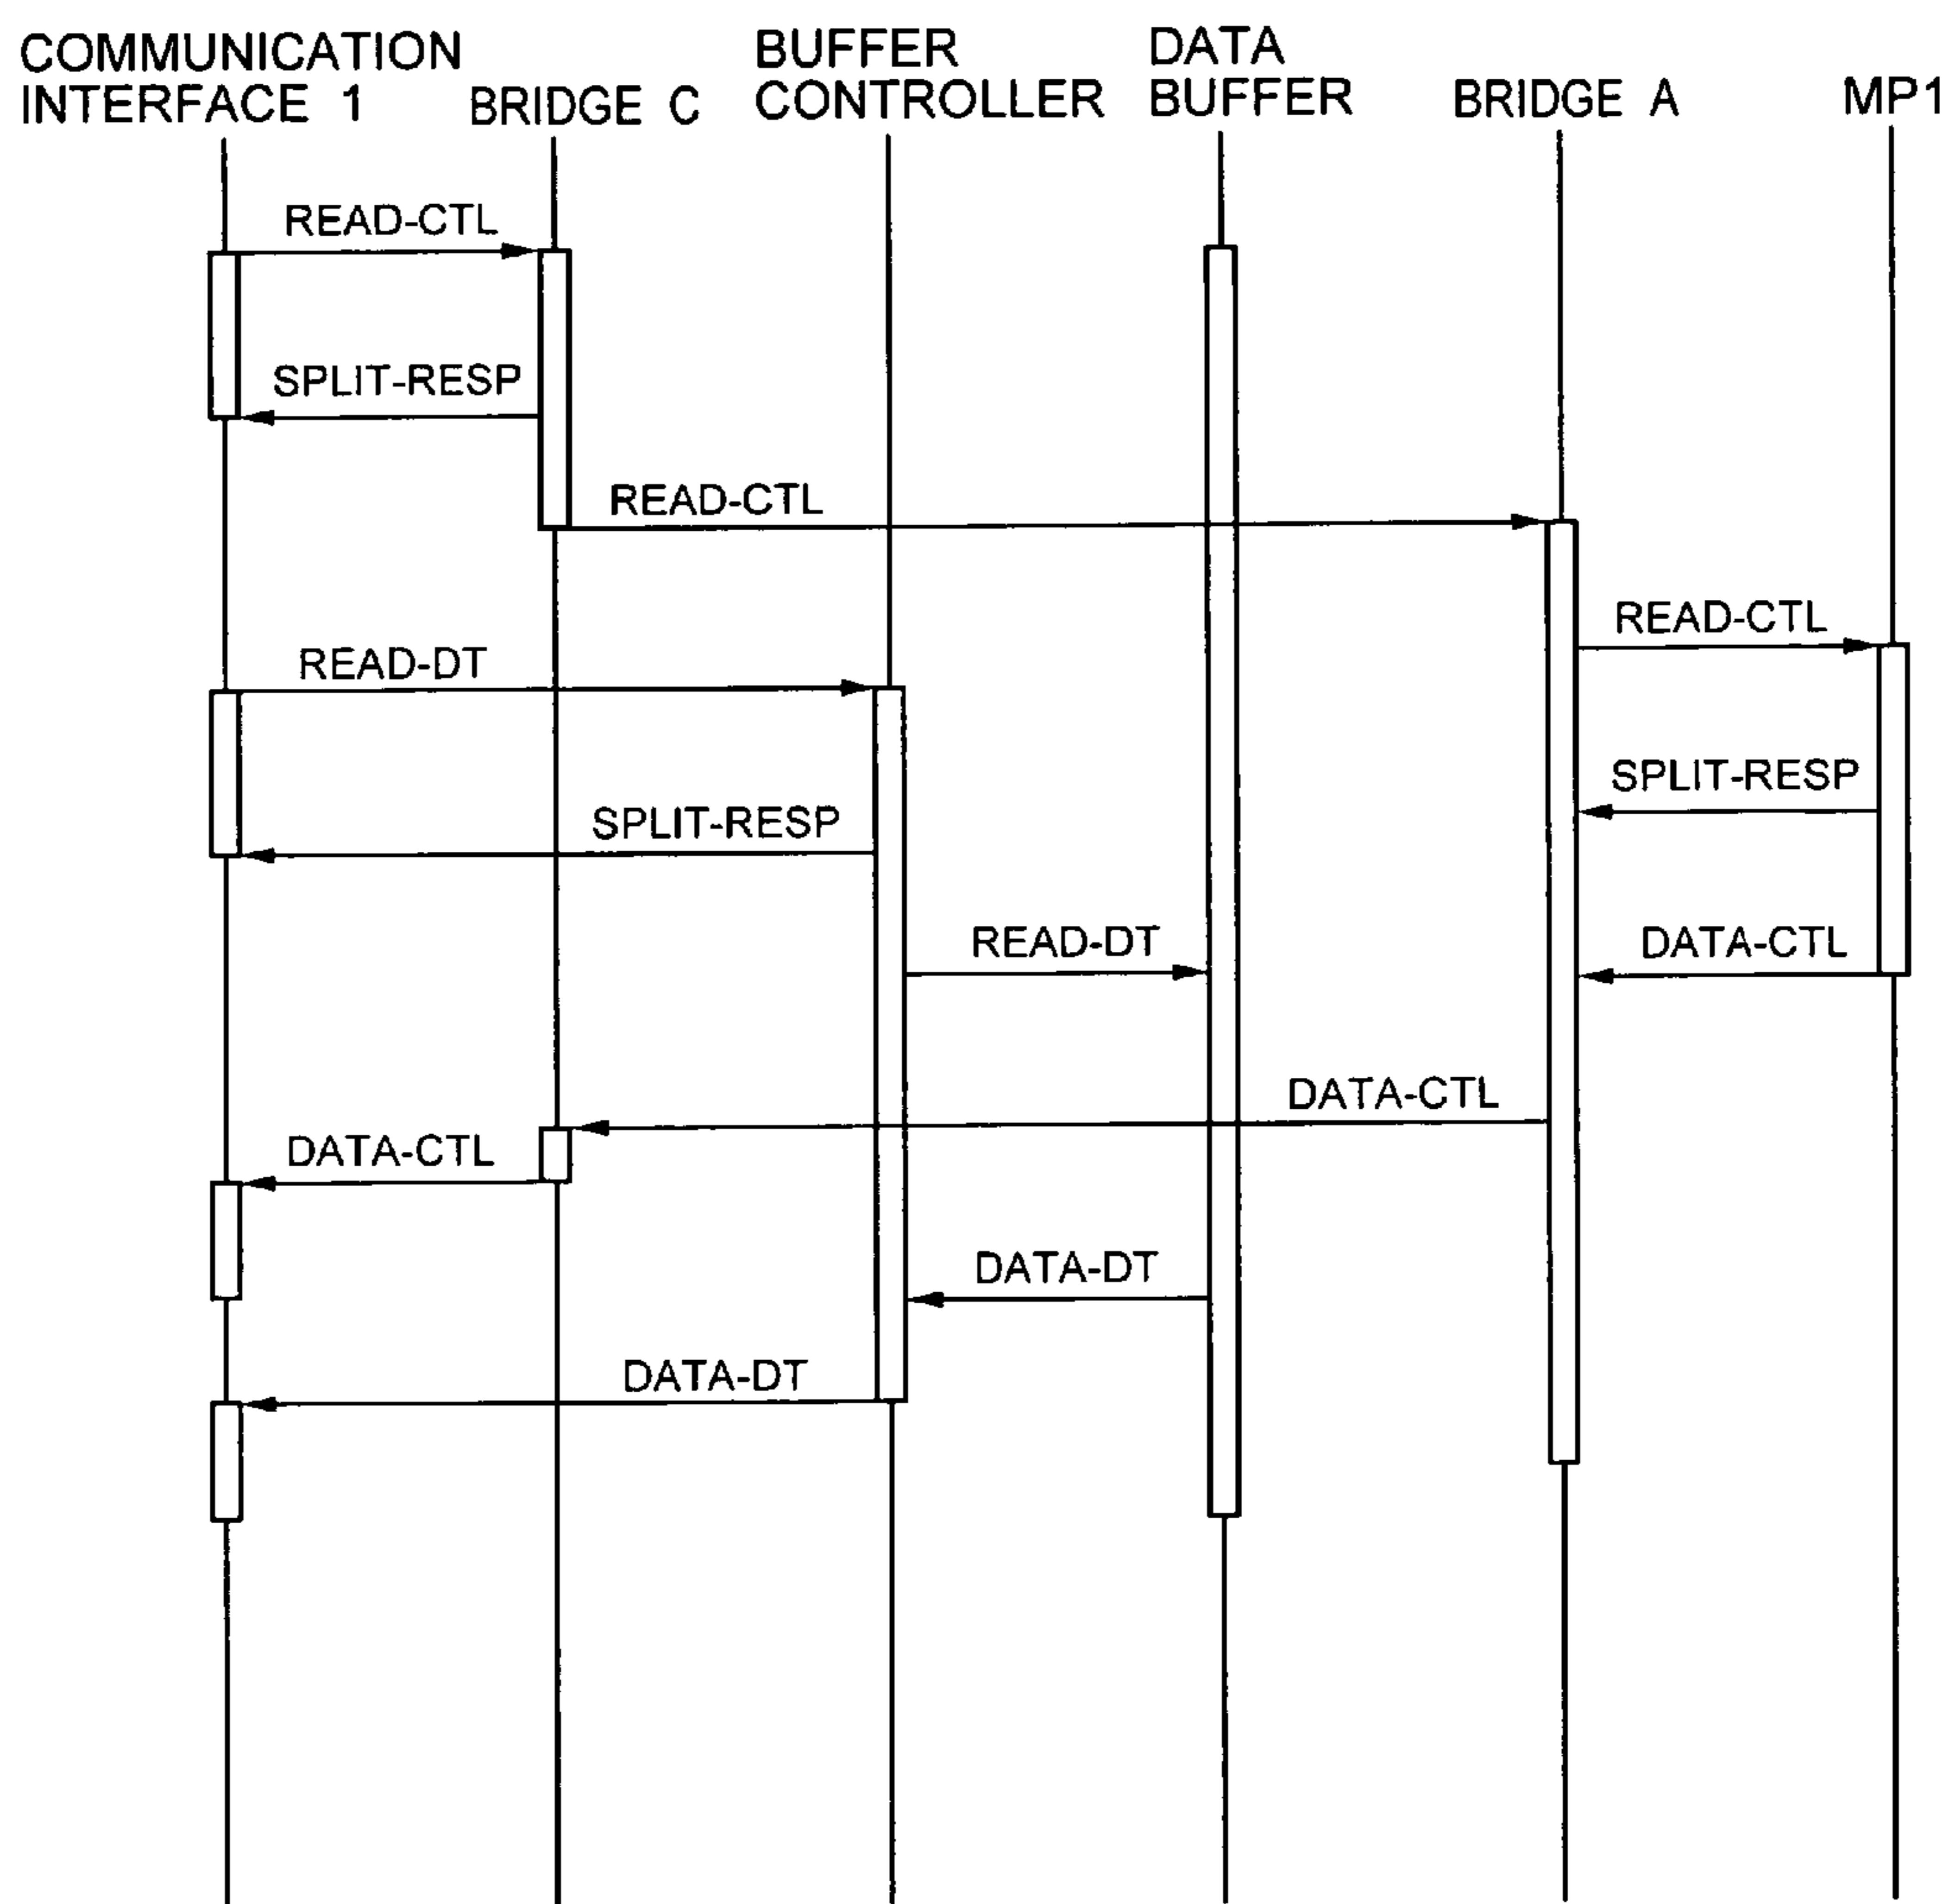 COMMUNICATION
INTERFACE 1
BRIDGE C
BUFFER
CONTROLLER
DATA
BUFFER
BRIDGE A
MP1
READ-CTL
SPLIT-RESP
READ-CTL
READ-CTL
READ-DT
SPLIT-RESP
SPLIT-RESP
READ-DT
DATA-CTL
DATA-CTL
DATA-CTL
DATA-DT
DATA-DT